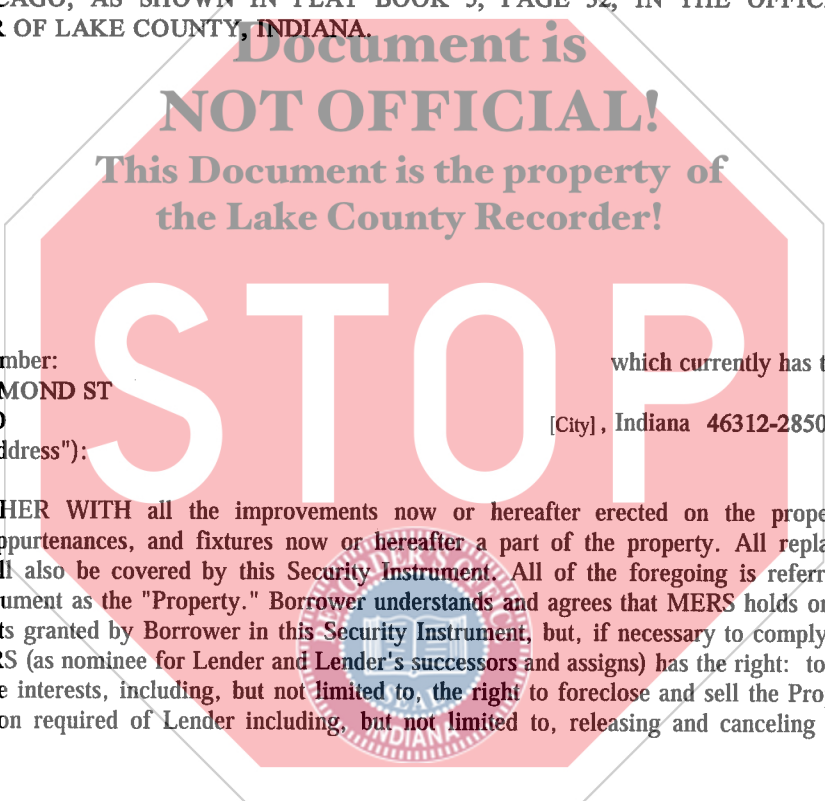 CAGO, AS SHOWN IN PLAT BOOK 5, PAGE 32, IN THE OFFIC
R OF LAKE COUNTY, INDIANA.
Document is
NOT OFFICIAL!
This Document is the property of
the Lake County Recorder!
STOP
mber: which currently has t
MOND ST
[City], Indiana 46312-2850
ddress"):
HER WITH all the improvements now or hereafter erected on the prope
ppurtenances, and fixtures now or hereafter a part of the property. All repla
ll also be covered by this Security Instrument. All of the foregoing is referr
ument as the "Property." Borrower understands and agrees that MERS holds on
ts granted by Borrower in this Security Instrument, but, if necessary to comply
RS (as nominee for Lender and Lender's successors and assigns) has the right: to
e interests, including, but not limited to, the right to foreclose and sell the Pro
on required of Lender including, but not limited to, releasing and canceling
SEAL
INDIANA